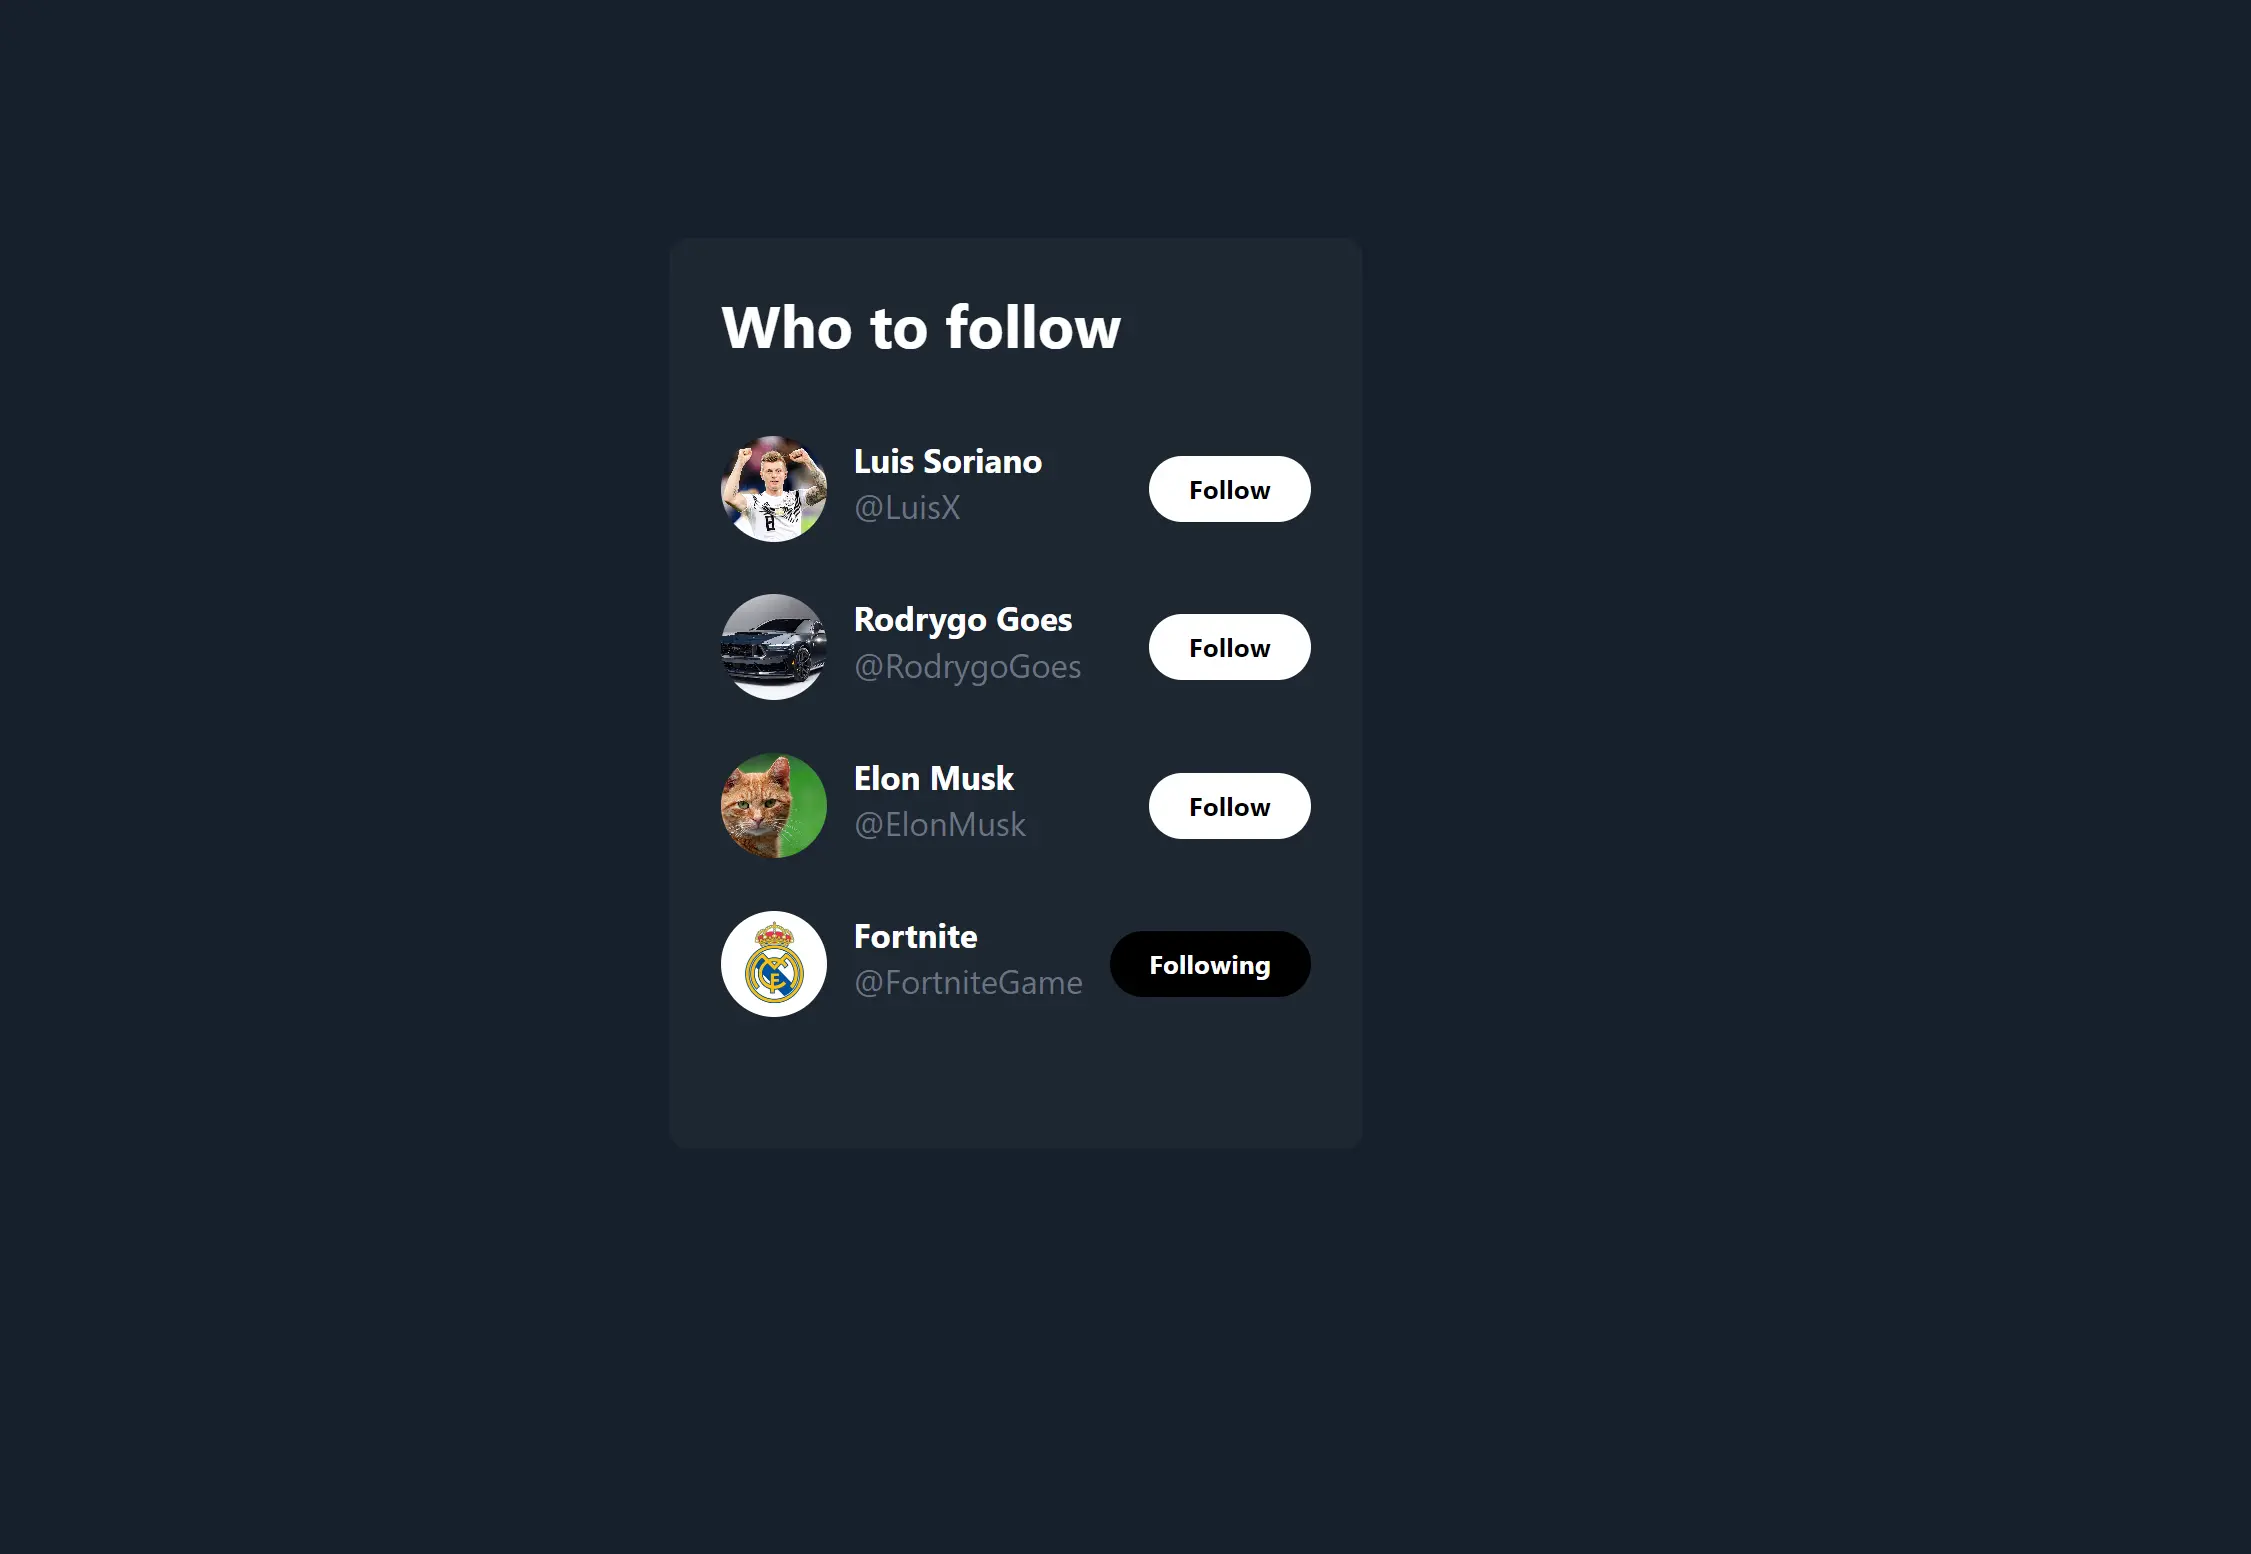 Who to follow
Luis Soriano
@LuisX
Follow
Rodrygo Goes
@RodrygoGoes
Follow
Elon Musk
@ElonMusk
Follow
Fortnite
@FortniteGame
Following